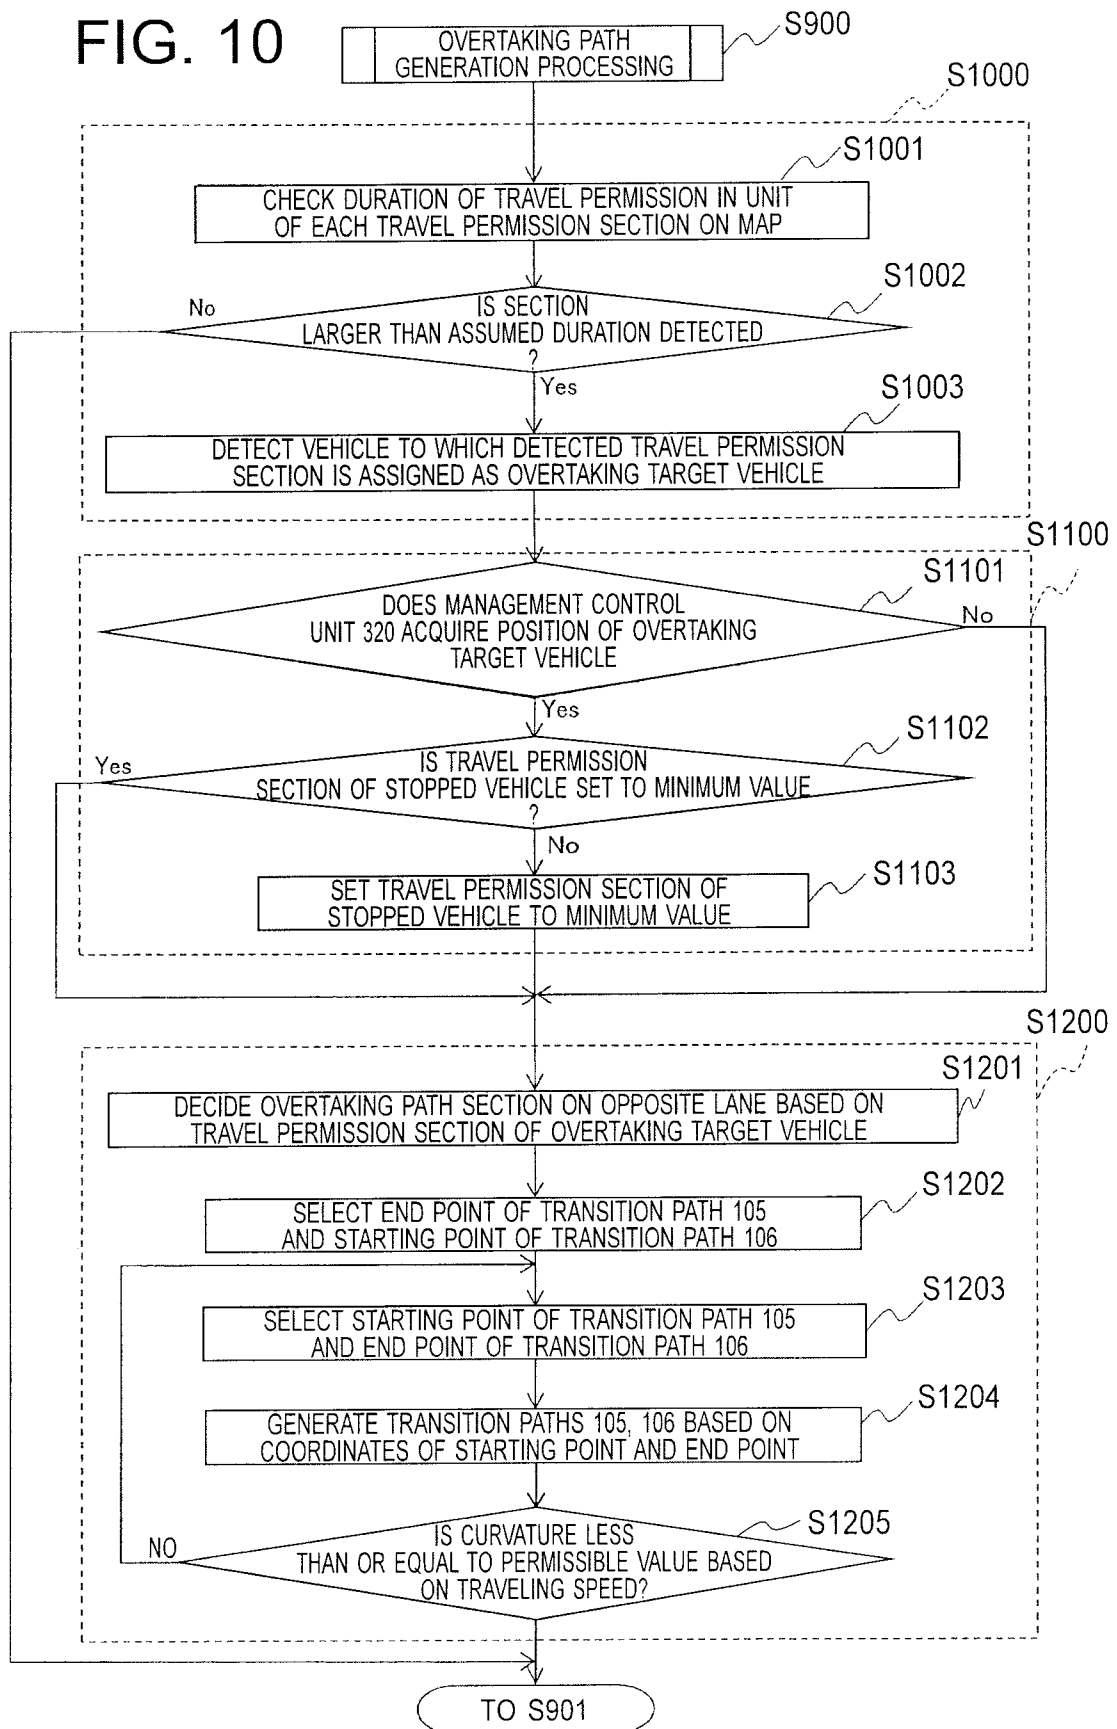 FIG. 10
OVERTAKING PATH
GENERATION PROCESSING
S900
S1000
S1001
CHECK DURATION OF TRAVEL PERMISSION IN UNIT
OF EACH TRAVEL PERMISSION SECTION ON MAP
S1002
No
IS SECTION
LARGER THAN ASSUMED DURATION DETECTED
?
Yes
S1003
DETECT VEHICLE TO WHICH DETECTED TRAVEL PERMISSION
SECTION IS ASSIGNED AS OVERTAKING TARGET VEHICLE
S1100
S1101
DOES MANAGEMENT CONTROL
UNIT 320 ACQUIRE POSITION OF OVERTAKING
TARGET VEHICLE
No
Yes
S1102
Yes
IS TRAVEL PERMISSION
SECTION OF STOPPED VEHICLE SET TO MINIMUM VALUE
?
No
S1103
SET TRAVEL PERMISSION SECTION OF
STOPPED VEHICLE TO MINIMUM VALUE
S1200
S1201
DECIDE OVERTAKING PATH SECTION ON OPPOSITE LANE BASED ON
TRAVEL PERMISSION SECTION OF OVERTAKING TARGET VEHICLE
S1202
SELECT END POINT OF TRANSITION PATH 105
AND STARTING POINT OF TRANSITION PATH 106
S1203
SELECT STARTING POINT OF TRANSITION PATH 105
AND END POINT OF TRANSITION PATH 106
S1204
GENERATE TRANSITION PATHS 105, 106 BASED ON
COORDINATES OF STARTING POINT AND END POINT
S1205
NO
IS CURVATURE LESS
THAN OR EQUAL TO PERMISSIBLE VALUE BASED
ON TRAVELING SPEED?
TO S901